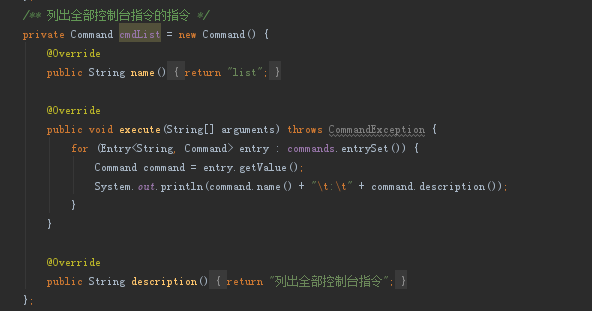 /** 列出全部控制台指令的指令 */
private Command cmdList = new Command() {
@Override
public String name() { return "list"; }
@Override
public void execute(String[] arguments) throws CommandException {
for (Entry<String, Command> entry : commands.entrySet()) {
Command command = entry.getValue();
System.out.println(command.name() + "\t:\t" + command.description());
}
}
@Override
public String description() { return "列出全部控制台指令"; }
};